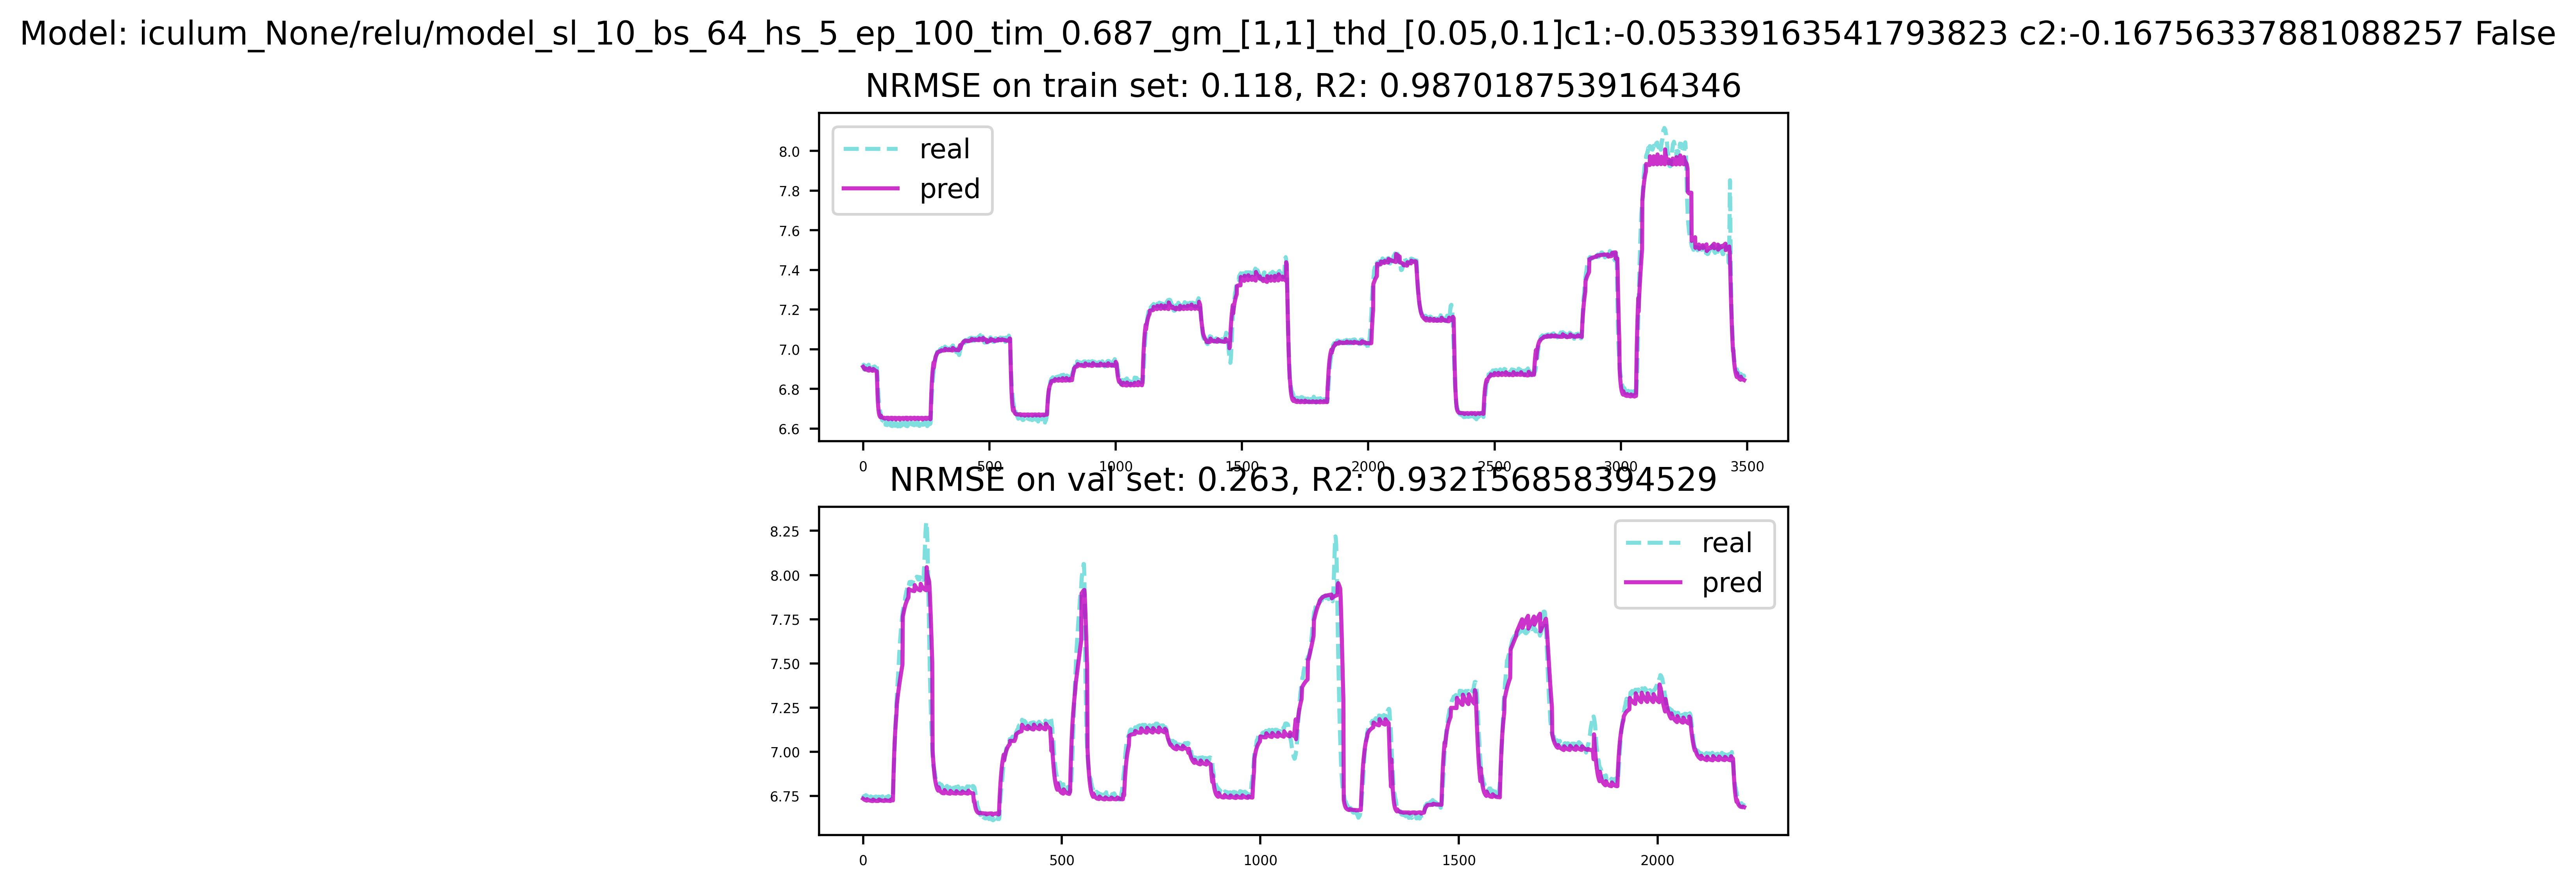 Model: iculum_None/relu/model_sl_10_bs_64_hs_5_ep_100_tim_0.687_gm_[1,1]_thd_[0.05,0.1]c1:-0.05339163541793823 c2:-0.16756337881088257 False
NRMSE on train set: 0.118, R2: 0.9870187539164346
real
pred
8.0
7.8
7.6
7.4
7.2
7.0
6.8
6.6
0 500 1000 1500 2000 2500 3000 3500
NRMSE on val set: 0.263, R2: 0.932156858394529
real
pred
8.25
8.00
7.75
7.50
7.25
7.00
6.75
0 500 1000 1500 2000